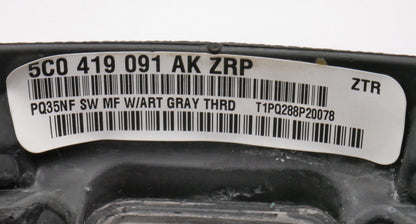 5C0 419 091 AK ZRP
ZTR
PQ35NF SW MF W/ART GRAY THRD T1PQ288P20078